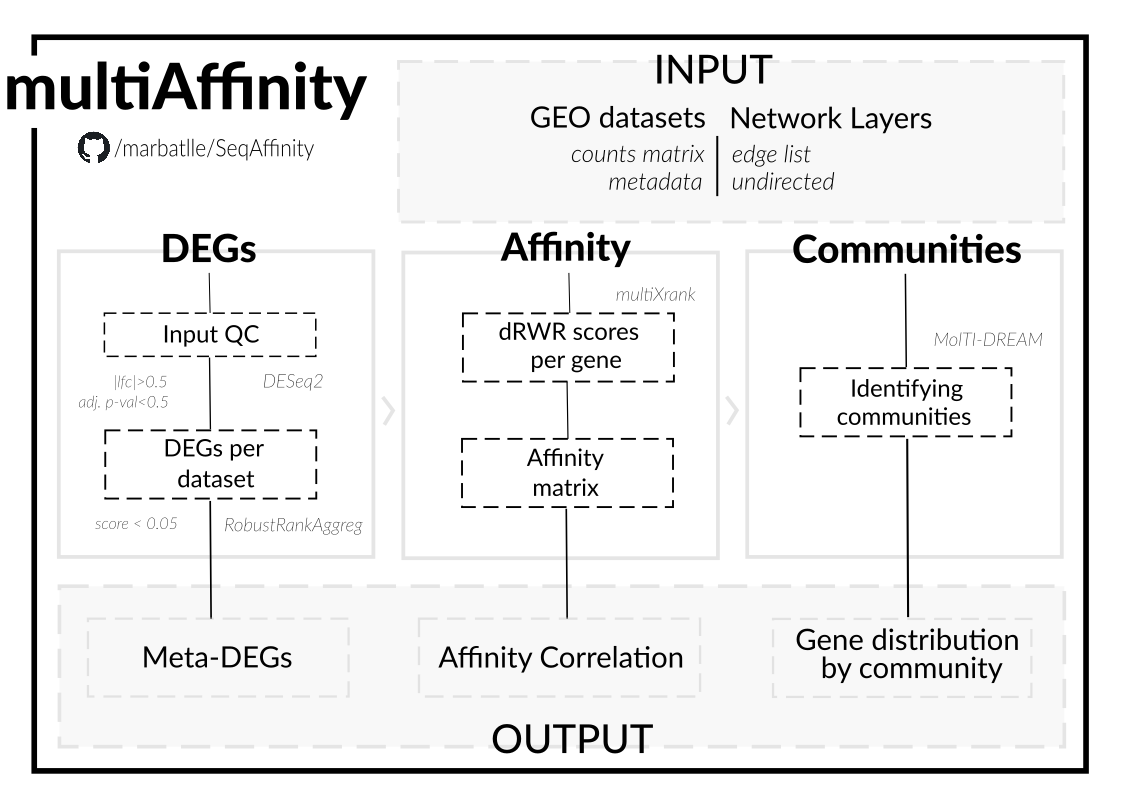 multiAffinity
/marbatlle/SeqAffinity
INPUT
GEO datasets
counts matrix
metadata
Network Layers
edge list
undirected
DEGs
Input QC
|lfc|>0.5
adj. p-val<0.5
DESeq2
DEGs per
dataset
score < 0.05
RobustRankAggreg
Affinity
multiXrank
dRWR scores
per gene
Affinity
matrix
Communities
MolTI-DREAM
Identifying
communities
Meta-DEGs
Affinity Correlation
Gene distribution
by community
OUTPUT